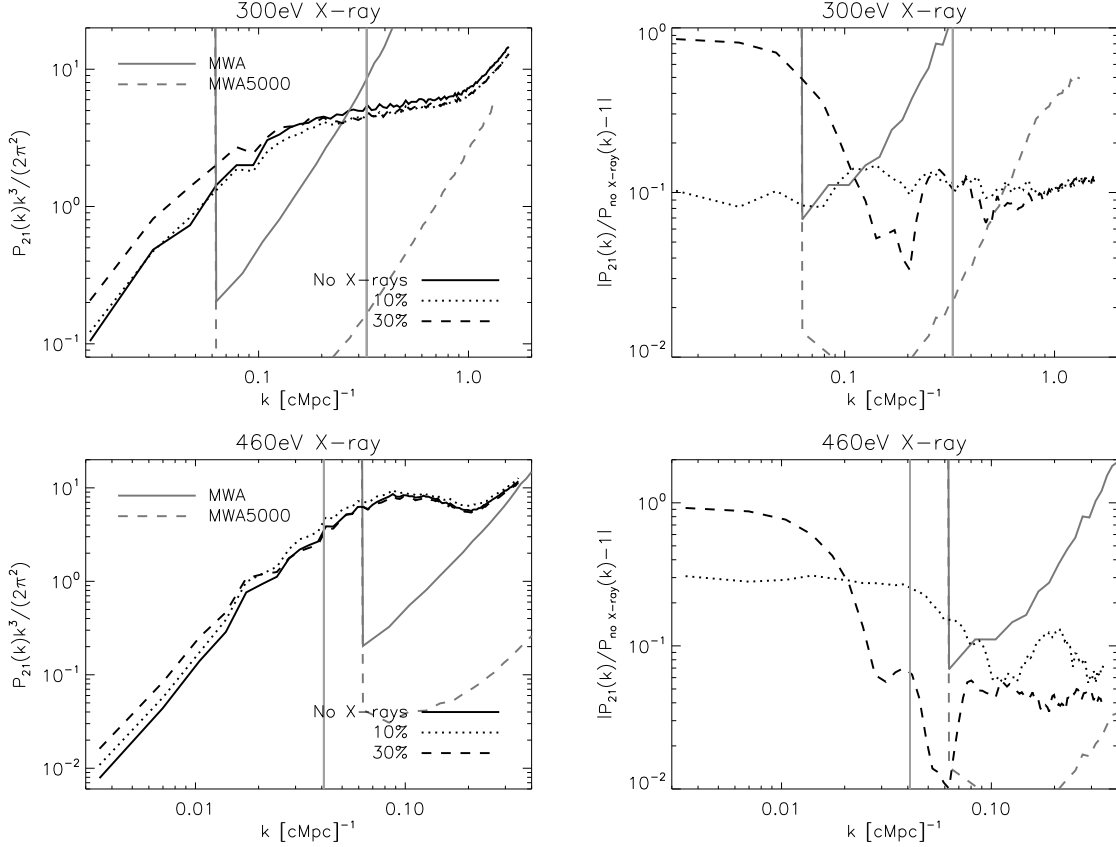 300eV X-ray
10¹
10⁰
10⁻¹
P₂₁(k)k³/(2π²)
MWA
MWA5000
No X-rays
10%
30%
0.1
1.0
k [cMpc]⁻¹
300eV X-ray
10⁰
10⁻¹
10⁻²
|P₂₁(k)/P_no X-ray(k)-1|
0.1
1.0
k [cMpc]⁻¹
460eV X-ray
10¹
10⁰
10⁻¹
10⁻²
P₂₁(k)k³/(2π²)
MWA
MWA5000
No X-rays
10%
30%
0.01
0.10
k [cMpc]⁻¹
460eV X-ray
10⁰
10⁻¹
10⁻²
|P₂₁(k)/P_no X-ray(k)-1|
0.01
0.10
k [cMpc]⁻¹